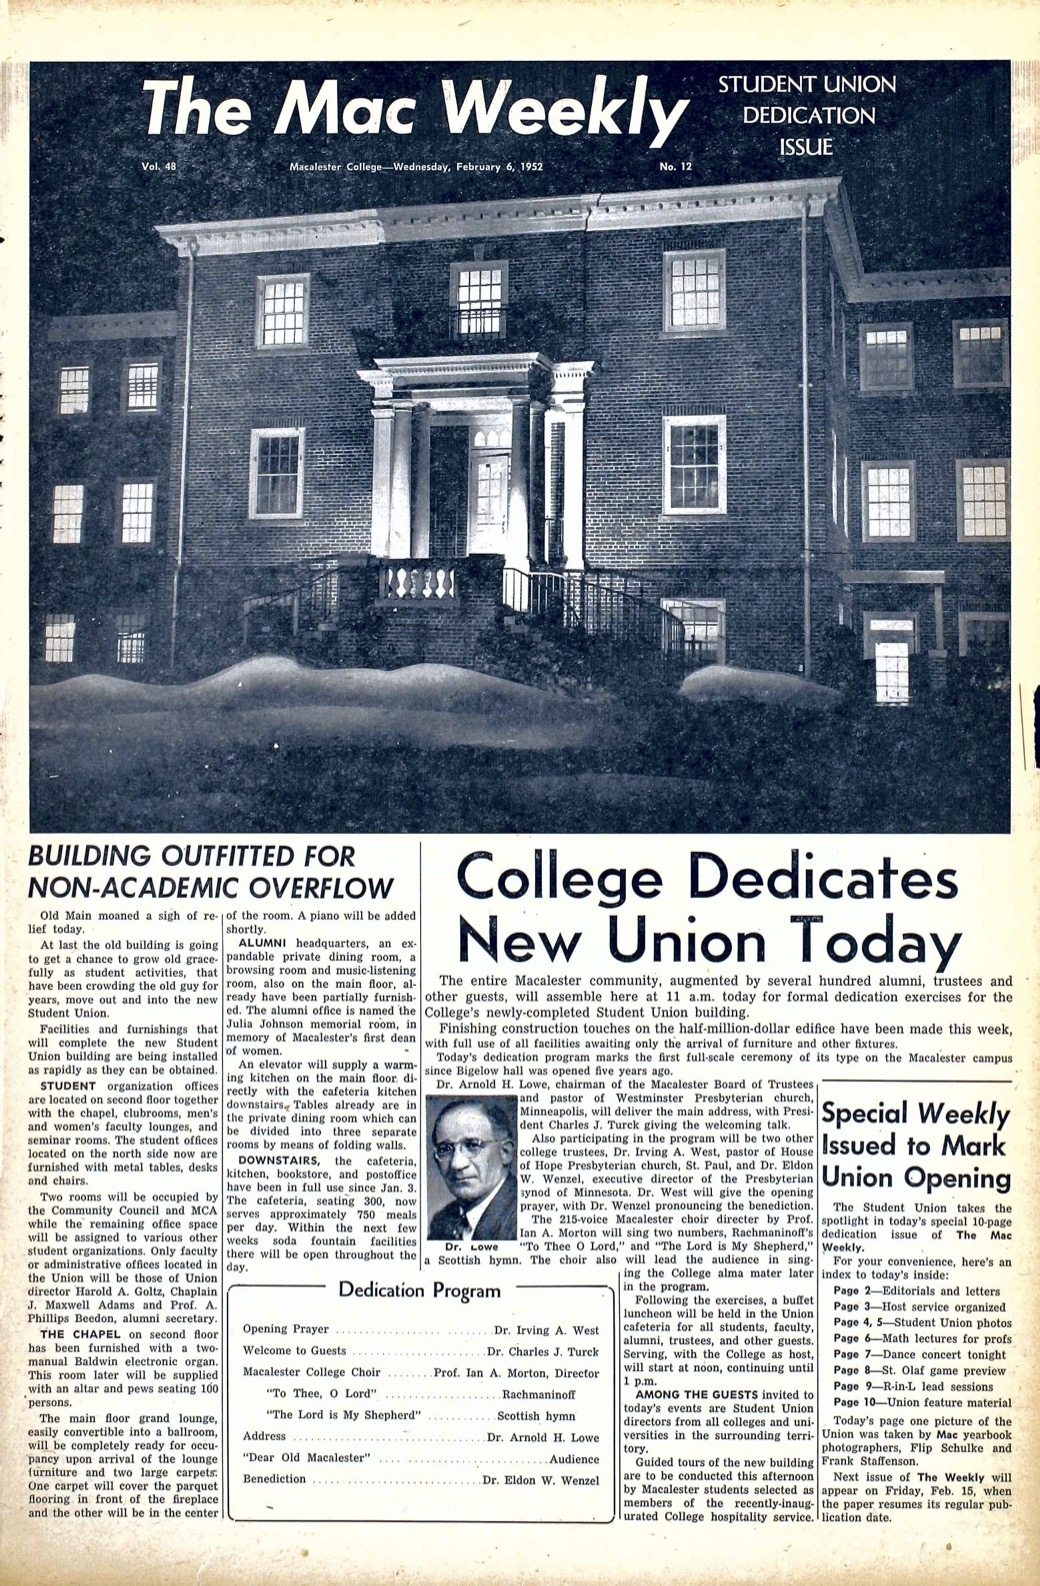 The Mac Weekly
STUDENT UNION
DEDICATION
ISSUE
Vol. 48
Macalester College—Wednesday, February 6, 1952
No. 12
BUILDING OUTFITTED FOR
NON-ACADEMIC OVERFLOW
Old Main moaned a sigh of re-
lief today.
At last the old building is going
to get a chance to grow old grace-
fully as student activities, that
have been crowding the old guy for
years, move out and into the new
Student Union.
Facilities and furnishings that
will complete the new Student
Union building are being installed
as rapidly as they can be obtained.
STUDENT organization offices
are located on second floor together
with the chapel, clubrooms, men's
and women's faculty lounges, and
seminar rooms. The student offices
located on the north side now are
furnished with metal tables, desks
and chairs.
Two rooms will be occupied by
the Community Council and MCA
while the remaining office space
will be assigned to various other
student organizations. Only faculty
or administrative offices located in
the Union will be those of Union
director Harold A. Goltz, Chaplain
J. Maxwell Adams and Prof. A.
Phillips Beedon, alumni secretary.
THE CHAPEL on second floor
has been furnished with a two-
manual Baldwin electronic organ.
This room later will be supplied
with an altar and pews seating 100
persons.
The main floor grand lounge,
easily convertible into a ballroom,
will be completely ready for occu-
pancy upon arrival of the lounge
furniture and two large carpets.
One carpet will cover the parquet
flooring in front of the fireplace
and the other will be in the center
of the room. A piano will be added
shortly.
ALUMNI headquarters, an ex-
pandable private dining room, a
browsing room and music-listening
room, also on the main floor, al-
ready have been partially furnish-
ed. The alumni office is named the
Julia Johnson memorial room, in
memory of Macalester's first dean
of women.
An elevator will supply a warm-
ing kitchen on the main floor di-
rectly with the cafeteria kitchen
downstairs. Tables already are in
the private dining room which can
be divided into three separate
rooms by means of folding walls.
DOWNSTAIRS, the cafeteria,
kitchen, bookstore, and postoffice
have been in full use since Jan. 3.
The cafeteria, seating 300, now
serves approximately 750 meals
per day. Within the next few
weeks soda fountain facilities
there will be open throughout the
day.
College Dedicates
New Union Today
The entire Macalester community, augmented by several hundred alumni, trustees and
other guests, will assemble here at 11 a.m. today for formal dedication exercises for the
College's newly-completed Student Union building.
Finishing construction touches on the half-million-dollar edifice have been made this week,
with full use of all facilities awaiting only the arrival of furniture and other fixtures.
Today's dedication program marks the first full-scale ceremony of its type on the Macalester campus
since Bigelow hall was opened five years ago.
Dr. Arnold H. Lowe, chairman of the Macalester Board of Trustees
and pastor of Westminster Presbyterian church,
Minneapolis, will deliver the main address, with Presi-
dent Charles J. Turck giving the welcoming talk.
Also participating in the program will be two other
college trustees, Dr. Irving A. West, pastor of House
of Hope Presbyterian church, St. Paul, and Dr. Eldon
W. Wenzel, executive director of the Presbyterian
synod of Minnesota. Dr. West will give the opening
prayer, with Dr. Wenzel pronouncing the benediction.
The 215-voice Macalester choir directer by Prof.
Ian A. Morton will sing two numbers, Rachmaninoff's
"To Thee O Lord," and "The Lord is My Shepherd,"
a Scottish hymn. The choir also will lead the audience in sing-
ing the College alma mater later
in the program.
Following the exercises, a buffet
luncheon will be held in the Union
cafeteria for all students, faculty,
alumni, trustees, and other guests.
Serving, with the College as host,
will start at noon, continuing until
1 p.m.
AMONG THE GUESTS invited to
today's events are Student Union
directors from all colleges and uni-
versities in the surrounding terri-
tory.
Guided tours of the new building
are to be conducted this afternoon
by Macalester students selected as
members of the recently-inaug-
urated College hospitality service.
Dr. Lowe
Dedication Program
Opening Prayer ........................ Dr. Irving A. West
Welcome to Guests ..................... Dr. Charles J. Turck
Macalester College Choir ........Prof. Ian A. Morton, Director
"To Thee, O Lord" ......................Rachmaninoff
"The Lord is My Shepherd" ............Scottish hymn
Address ................................Dr. Arnold H. Lowe
"Dear Old Macalester" .......................... Audience
Benediction ............................Dr. Eldon W. Wenzel
Special Weekly
Issued to Mark
Union Opening
The Student Union takes the
spotlight in today's special 10-page
dedication issue of The Mac
Weekly.
For your convenience, here's an
index to today's inside:
Page 2—Editorials and letters
Page 3—Host service organized
Page 4, 5—Student Union photos
Page 6—Math lectures for profs
Page 7—Dance concert tonight
Page 8—St. Olaf game preview
Page 9—R-in-L lead sessions
Page 10—Union feature material
Today's page one picture of the
Union was taken by Mac yearbook
photographers, Flip Schulke and
Frank Staffenson.
Next issue of The Weekly will
appear on Friday, Feb. 15, when
the paper resumes its regular pub-
lication date.